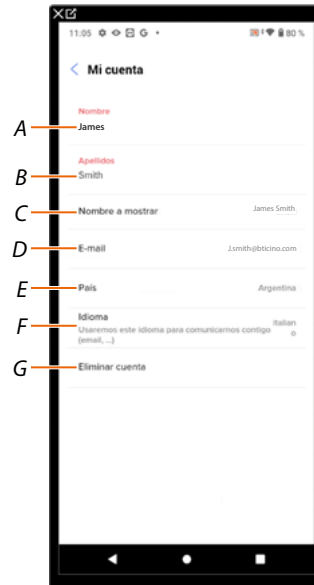 11:05 G 80 %
Mi cuenta
Nombre
A James
Apellidos
B Smith
C Nombre a mostrar James Smith
D E-mail J.smith@bticino.com
E País Argentina
F Idioma
Usaremos este idioma para comunicarnos contigo italian
(email, ...) o
G Eliminar cuenta